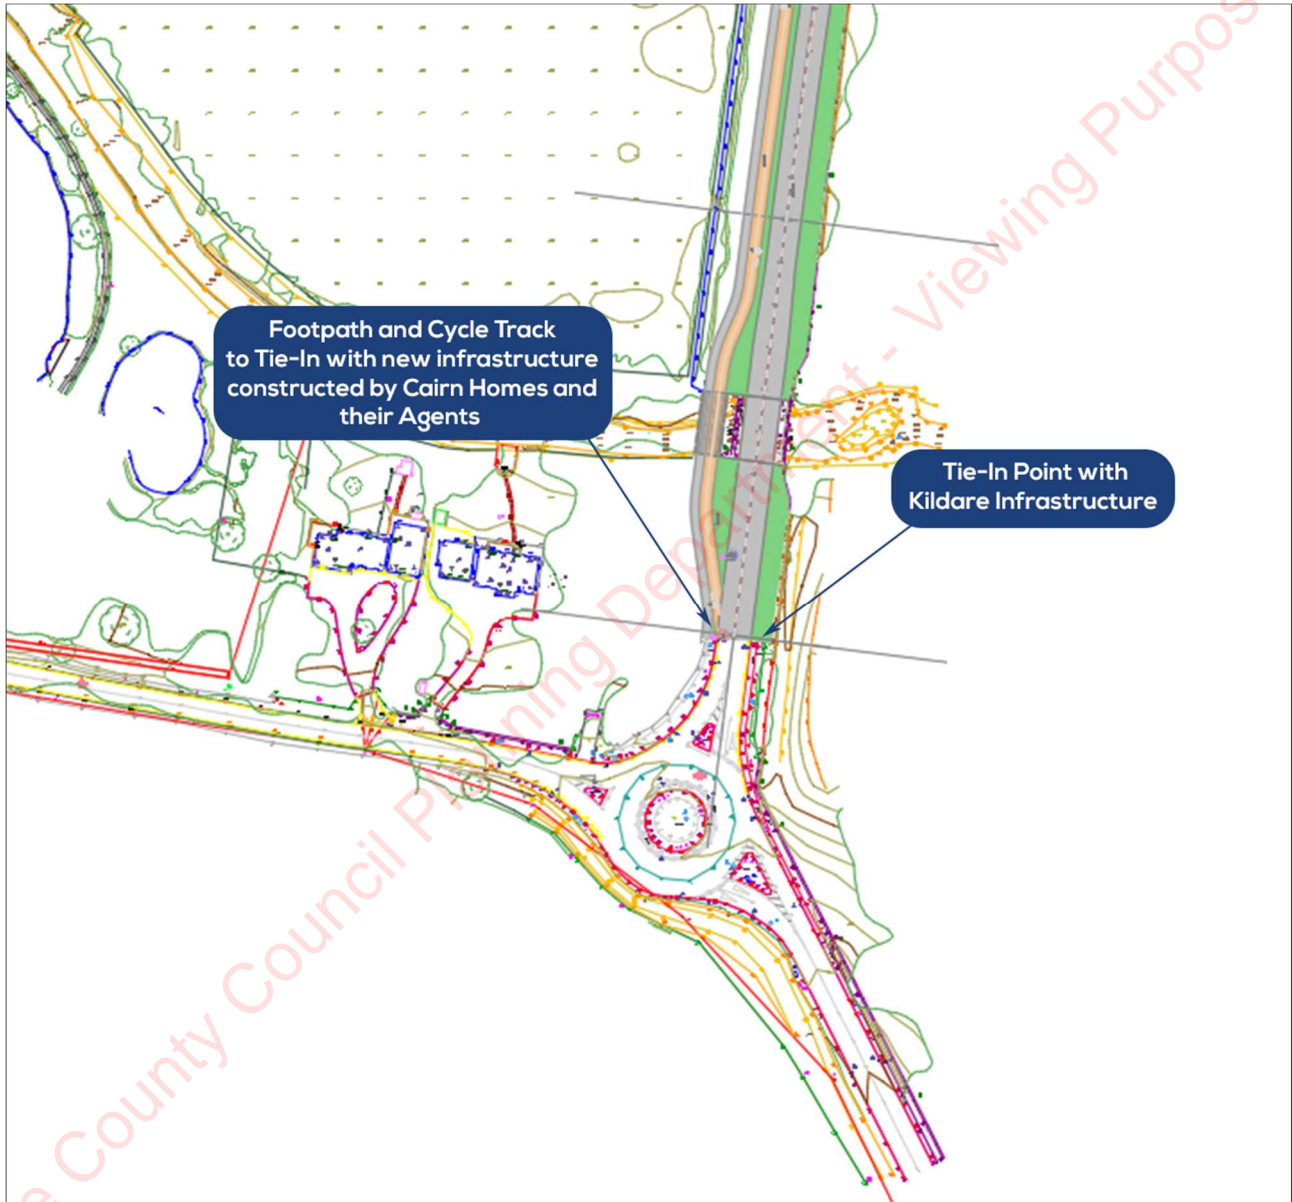 Footpath and Cycle Track
to Tie-In with new infrastructure
constructed by Cairn Homes and
their Agents
Tie-In Point with
Kildare Infrastructure
County Council Planning Department - Viewing